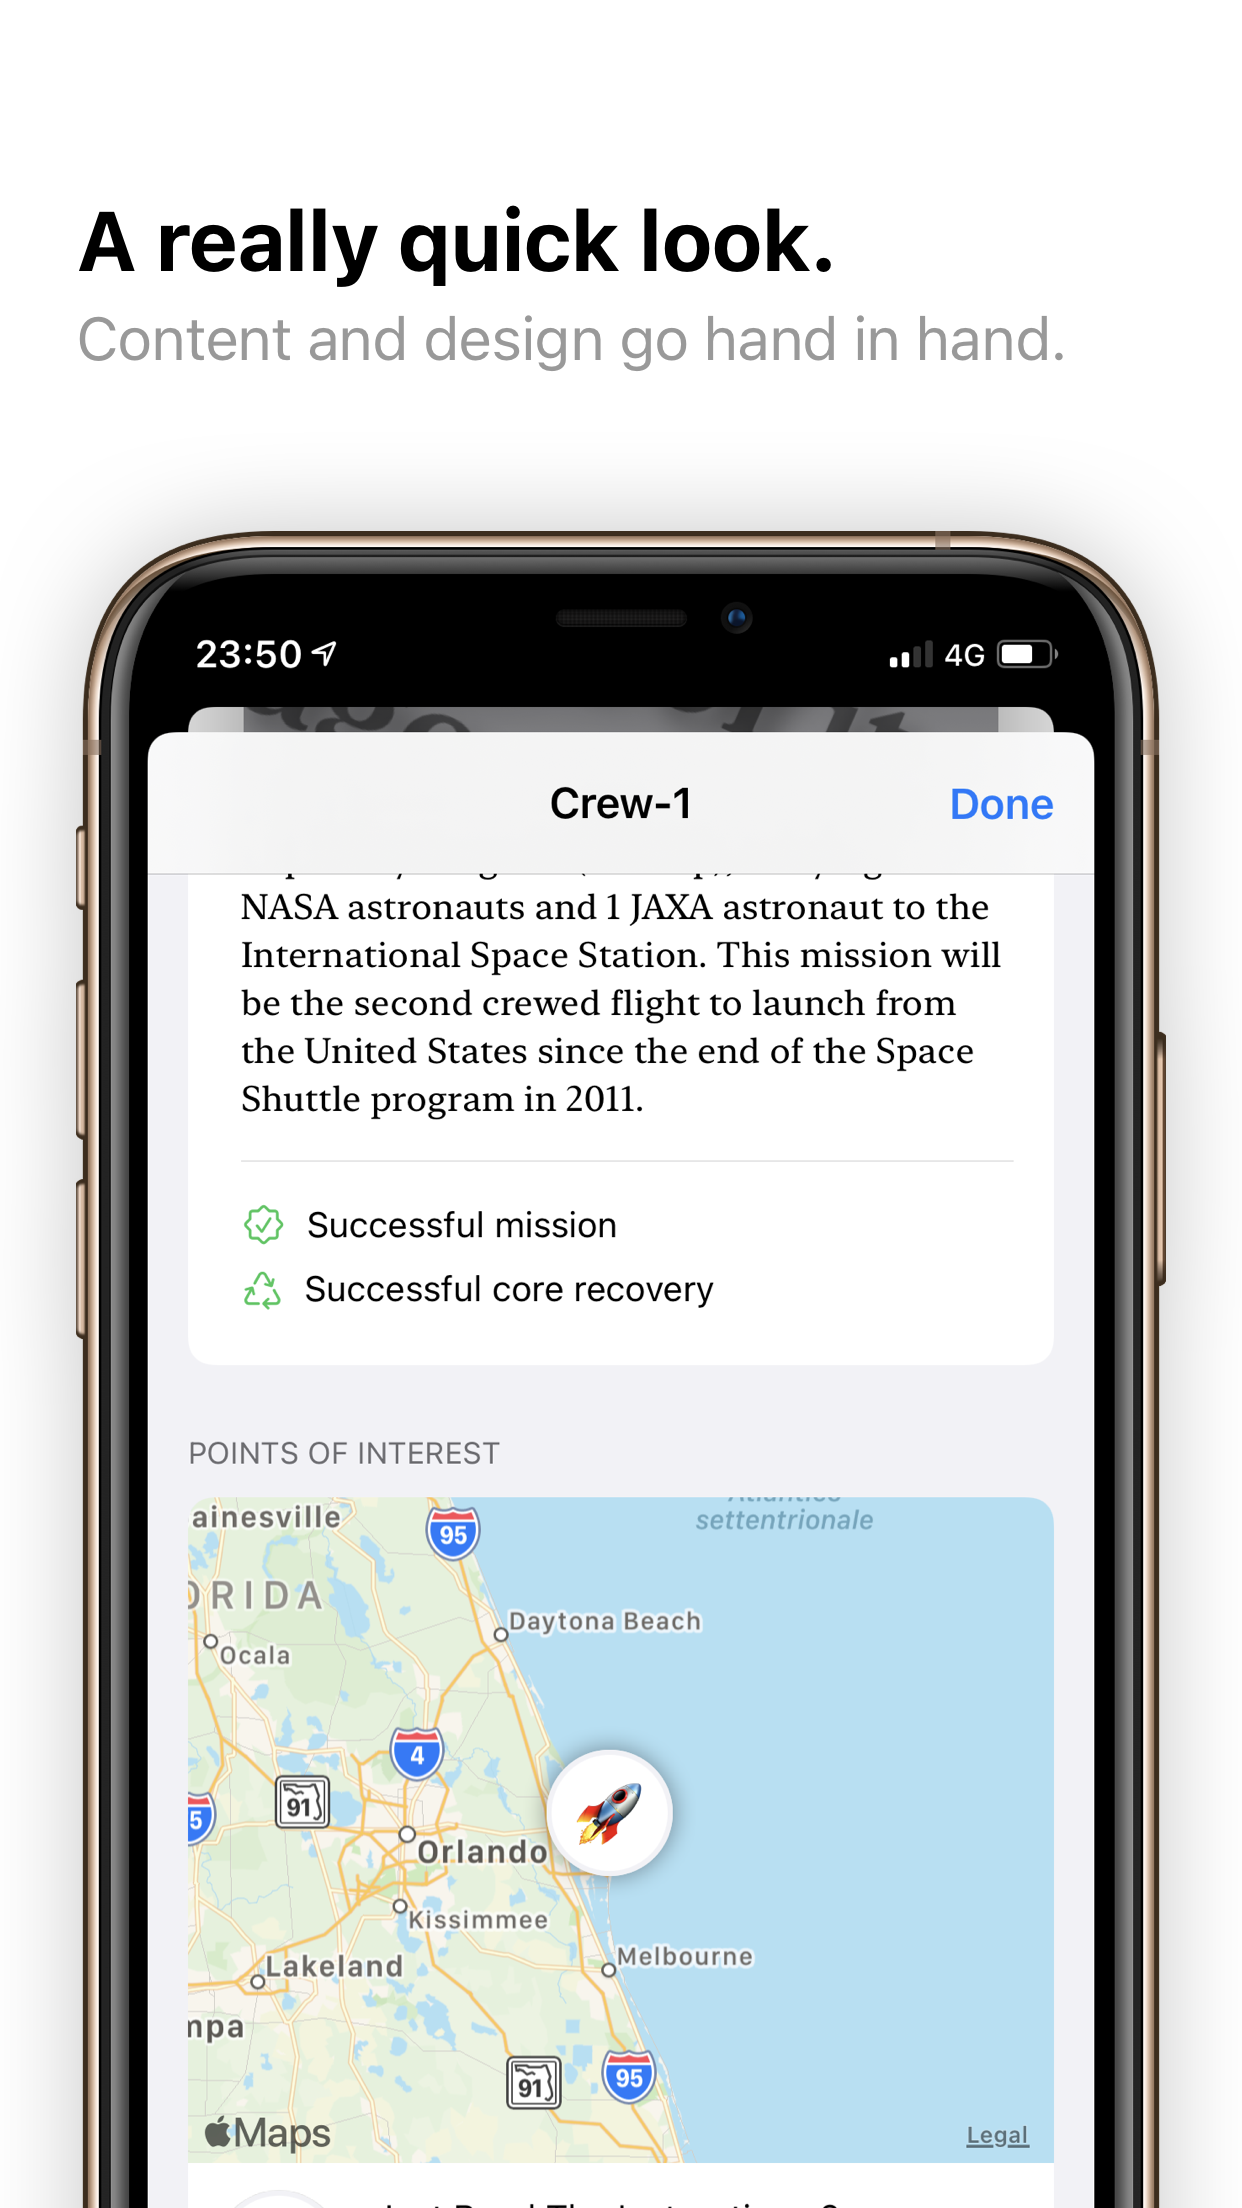 A really quick look.
Content and design go hand in hand.
23:50
4G
Crew-1
Done
NASA astronauts and 1 JAXA astronaut to the
International Space Station. This mission will
be the second crewed flight to launch from
the United States since the end of the Space
Shuttle program in 2011.
Successful mission
Successful core recovery
POINTS OF INTEREST
ainesville
95
settentrionale
ORIDA
Daytona Beach
Ocala
4
91
5
Orlando
Kissimmee
Melbourne
Lakeland
mpa
91
95
Maps
Legal